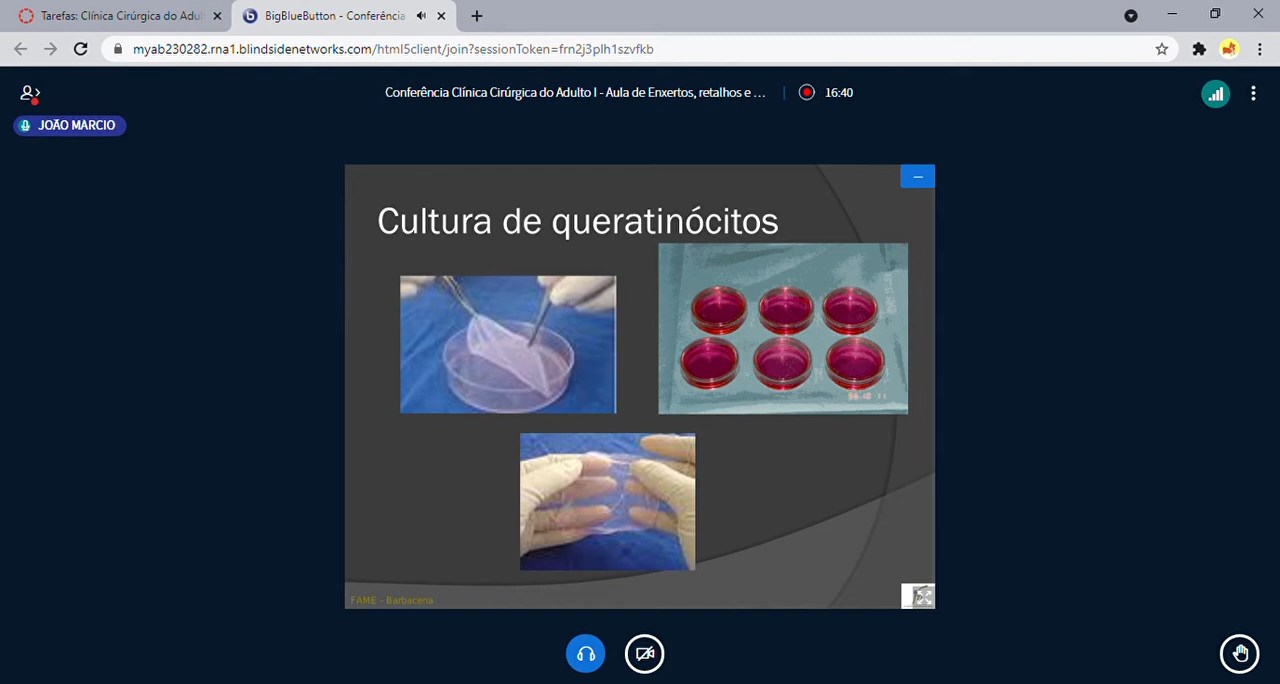 Tarefas: Clínica Cirúrgica do Adul
BigBlueButton - Conferência
myab230282.rna1.blindsidenetworks.com/html5client/join?sessionToken=frn2j3plh1szvfkb
Conferência Clínica Cirúrgica do Adulto I - Aula de Enxertos, retalhos e ...
16:40
JOÃO MARCIO
Cultura de queratinócitos
FAME - Barbacena